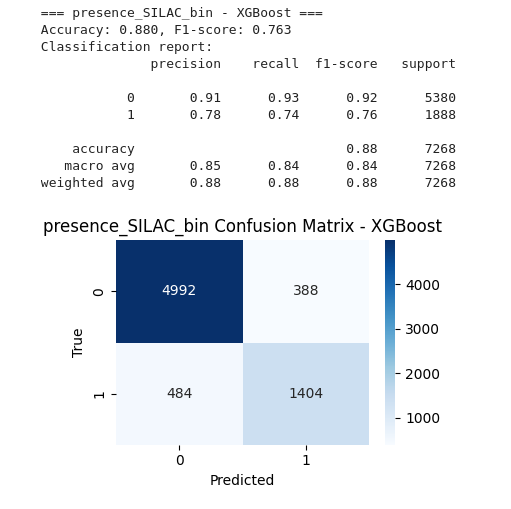 === presence_SILAC_bin - XGBoost ===
Accuracy: 0.880, F1-score: 0.763
Classification report:
              precision    recall  f1-score   support

           0       0.91      0.93      0.92      5380
           1       0.78      0.74      0.76      1888

    accuracy                           0.88      7268
   macro avg       0.85      0.84      0.84      7268
weighted avg       0.88      0.88      0.88      7268

presence_SILAC_bin Confusion Matrix - XGBoost
0
4992
388
1
484
1404
True
0
1
Predicted
4000
3000
2000
1000